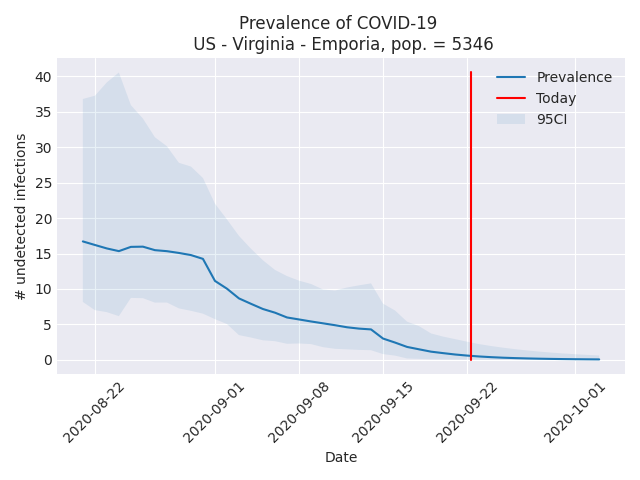 Prevalence of COVID-19
US - Virginia - Emporia, pop. = 5346
40
35
30
25
20
15
10
5
0
# undetected infections
Prevalence
Today
95CI
2020-08-22
2020-09-01
2020-09-08
2020-09-15
2020-09-22
2020-10-01
Date